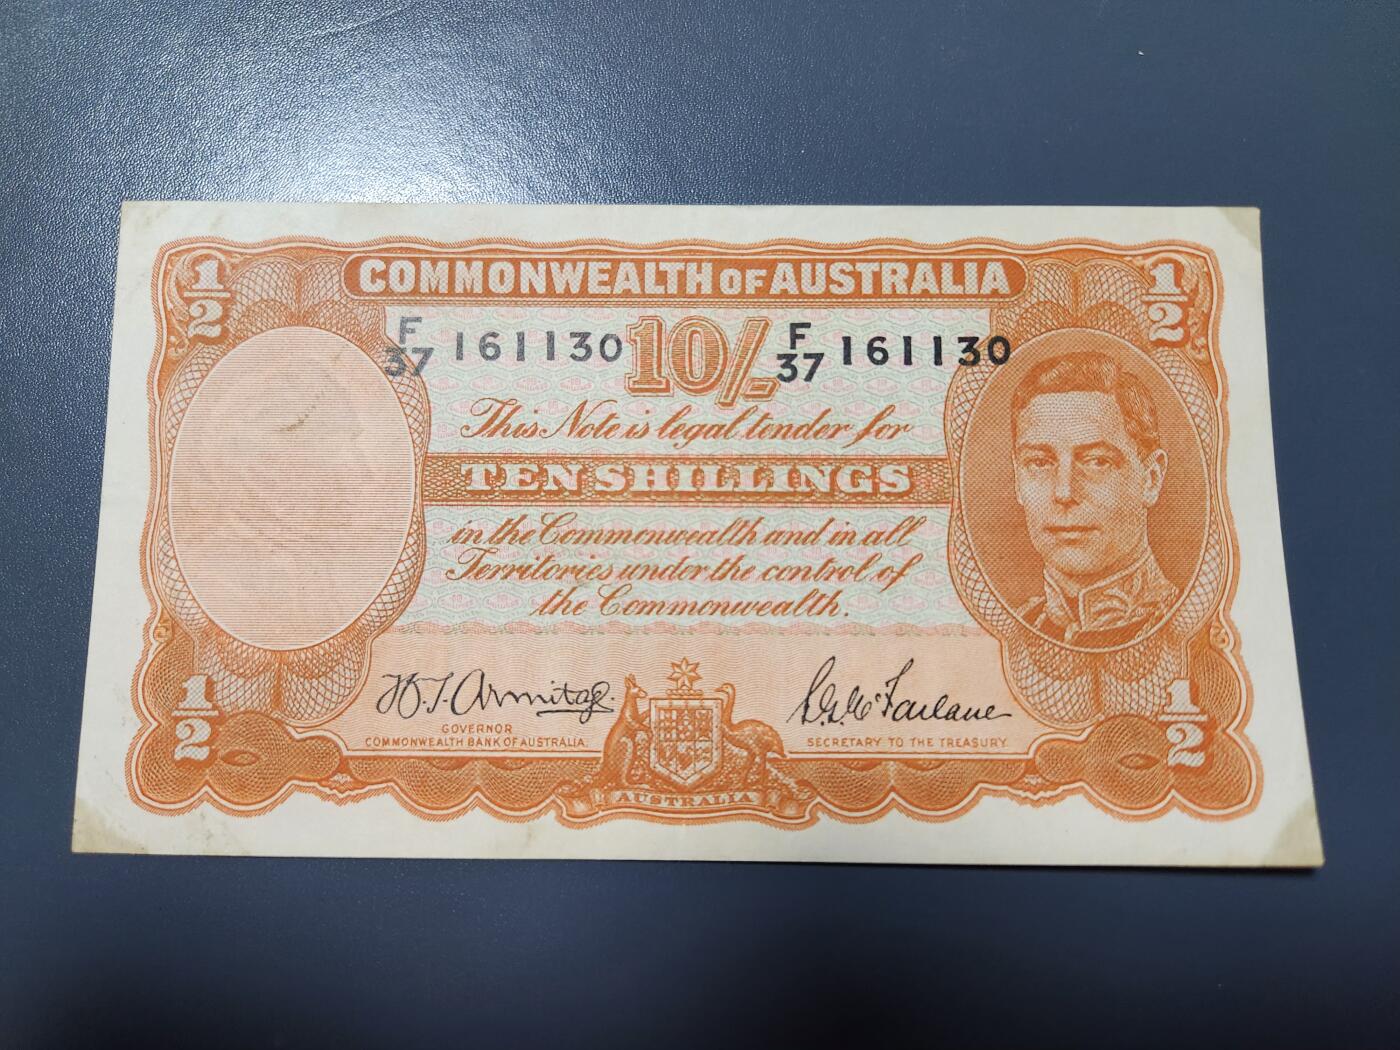 1/2 1/2
COMMONWEALTH OF AUSTRALIA
F/37 161130 10/- F/37 161130
This Note is legal tender for
TEN SHILLINGS
in the Commonwealth and in all
Territories under the control of
the Commonwealth.
H.T. Armitage S.G. McFarlane
GOVERNOR
COMMONWEALTH BANK OF AUSTRALIA. SECRETARY TO THE TREASURY.
1/2 1/2
AUSTRALIA